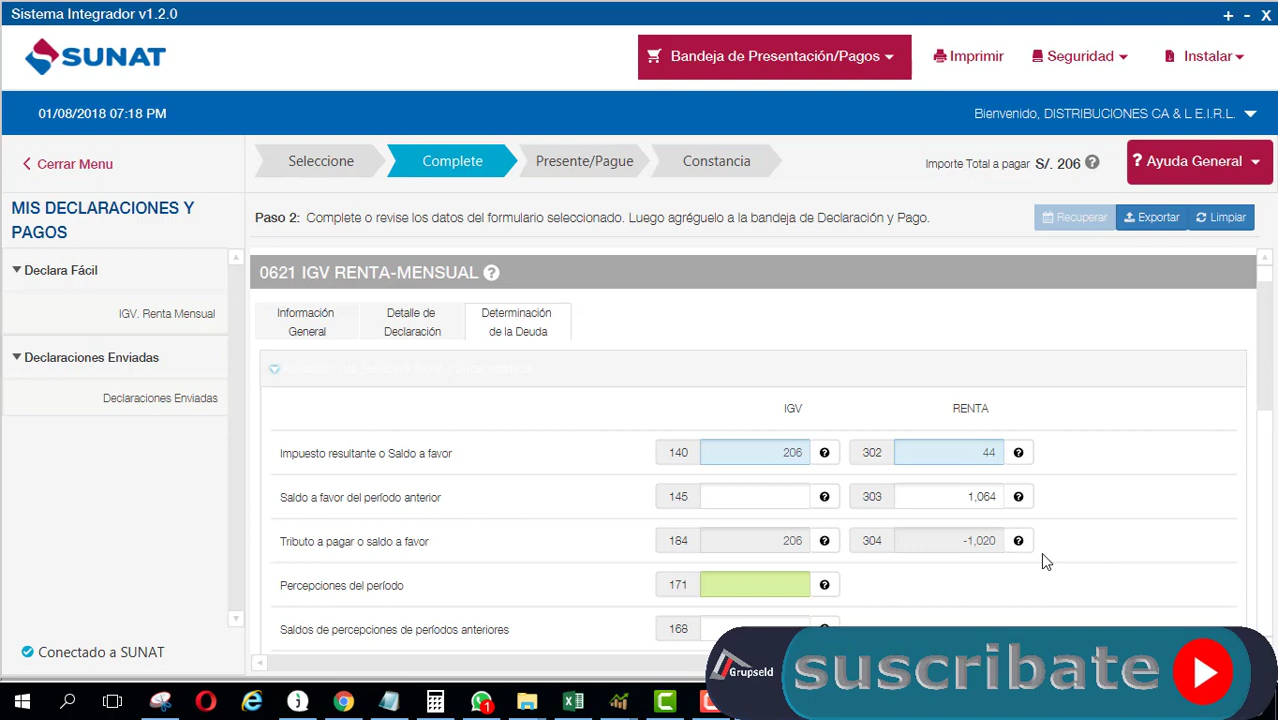 Sistema Integrador v1.2.0
+ - X
SUNAT
Bandeja de Presentación/Pagos
Imprimir
Seguridad
Instalar
01/08/2018 07:18 PM
Bienvenido, DISTRIBUCIONES CA & L E.I.R.L.
Cerrar Menu
Seleccione
Complete
Presente/Pague
Constancia
Importe Total a pagar S/. 206 ?
? Ayuda General
MIS DECLARACIONES Y
PAGOS
Paso 2: Complete o revise los datos del formulario seleccionado. Luego agréguelo a la bandeja de Declaración y Pago.
Recuperar
Exportar
Limpiar
Declara Fácil
IGV. Renta Mensual
Declaraciones Enviadas
Declaraciones Enviadas
Conectado a SUNAT
0621 IGV RENTA-MENSUAL ?
Información
General
Detalle de
Declaración
Determinación
de la Deuda
IGV RENTA
Impuesto resultante o Saldo a favor 140 206 ? 302 44 ?
Saldo a favor del período anterior 145 ? 303 1,064 ?
Tributo a pagar o saldo a favor 184 206 ? 304 -1,020 ?
Percepciones del período 171 ?
Saldos de percepciones de períodos anteriores 168
Grupseld
suscribate
1